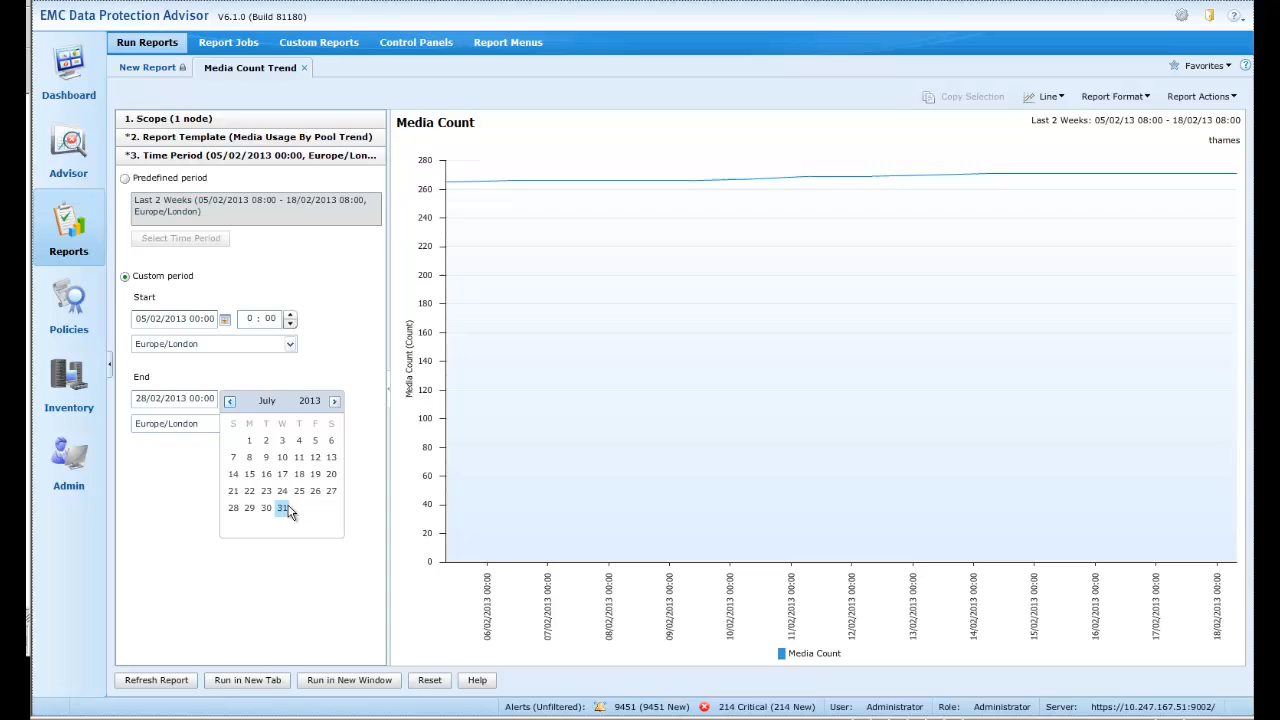 EMC Data Protection Advisor V6.1.0 (Build 81180)
Run Reports Report Jobs Custom Reports Control Panels Report Menus
New Report Media Count Trend × Favorites
Dashboard
Advisor
Reports
Policies
Inventory
Admin
Copy Selection Line Report Format Report Actions
1. Scope (1 node)
*2. Report Template (Media Usage By Pool Trend)
*3. Time Period (05/02/2013 00:00, Europe/Lon...
Predefined period
Last 2 Weeks (05/02/2013 08:00 - 18/02/2013 08:00,
Europe/London)
Select Time Period
Custom period
Start
05/02/2013 00:00 0 : 00
Europe/London
End
28/02/2013 00:00
Europe/London
July 2013
S M T W T F S
1 2 3 4 5 6
7 8 9 10 11 12 13
14 15 16 17 18 19 20
21 22 23 24 25 26 27
28 29 30 31
Media Count
Last 2 Weeks: 05/02/13 08:00 - 18/02/13 08:00
thames
280
260
240
220
200
180
160
140
120
100
80
60
40
20
0
Media Count (Count)
06/02/2013 00:00
07/02/2013 00:00
08/02/2013 00:00
09/02/2013 00:00
10/02/2013 00:00
11/02/2013 00:00
12/02/2013 00:00
13/02/2013 00:00
14/02/2013 00:00
15/02/2013 00:00
16/02/2013 00:00
17/02/2013 00:00
18/02/2013 00:00
Media Count
Refresh Report Run in New Tab Run in New Window Reset Help
Alerts (Unfiltered): 9451 (9451 New) 214 Critical (214 New) User: Administrator Role: Administrator Server: https://10.247.167.51:9002/